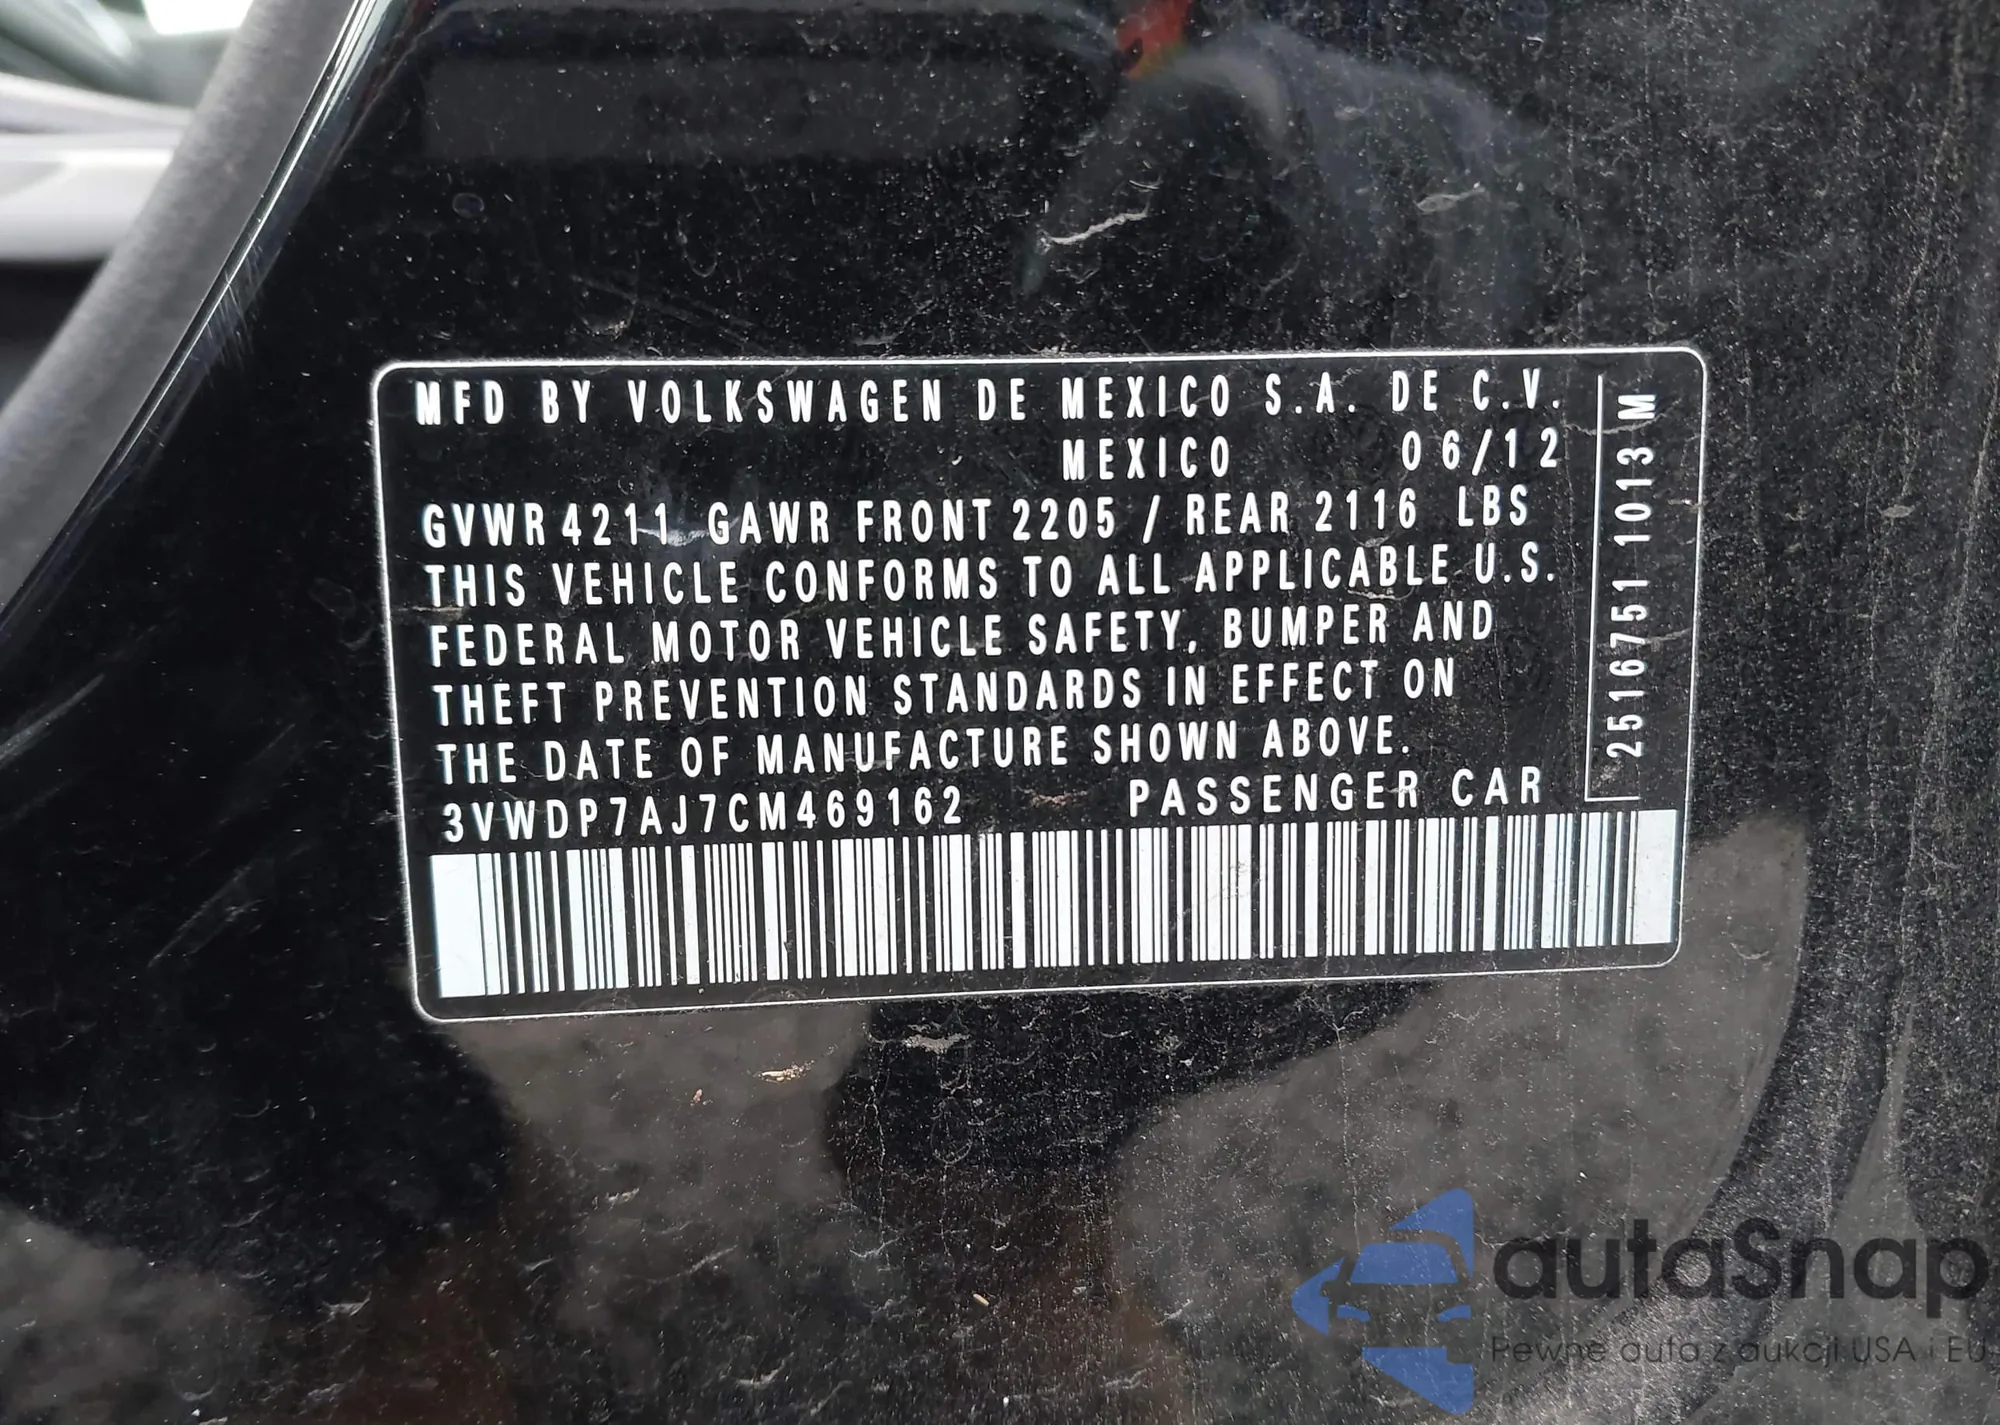 MFD BY VOLKSWAGEN DE MEXICO S.A. DE C.V.
MEXICO 06/12
GVWR 4211 GAWR FRONT 2205 / REAR 2116 LBS
THIS VEHICLE CONFORMS TO ALL APPLICABLE U.S.
FEDERAL MOTOR VEHICLE SAFETY, BUMPER AND
THEFT PREVENTION STANDARDS IN EFFECT ON
THE DATE OF MANUFACTURE SHOWN ABOVE.
3VWDP7AJ7CM469162 PASSENGER CAR
2516751 1013 M
autaSnap
Pewne auta z aukcji USA i EU